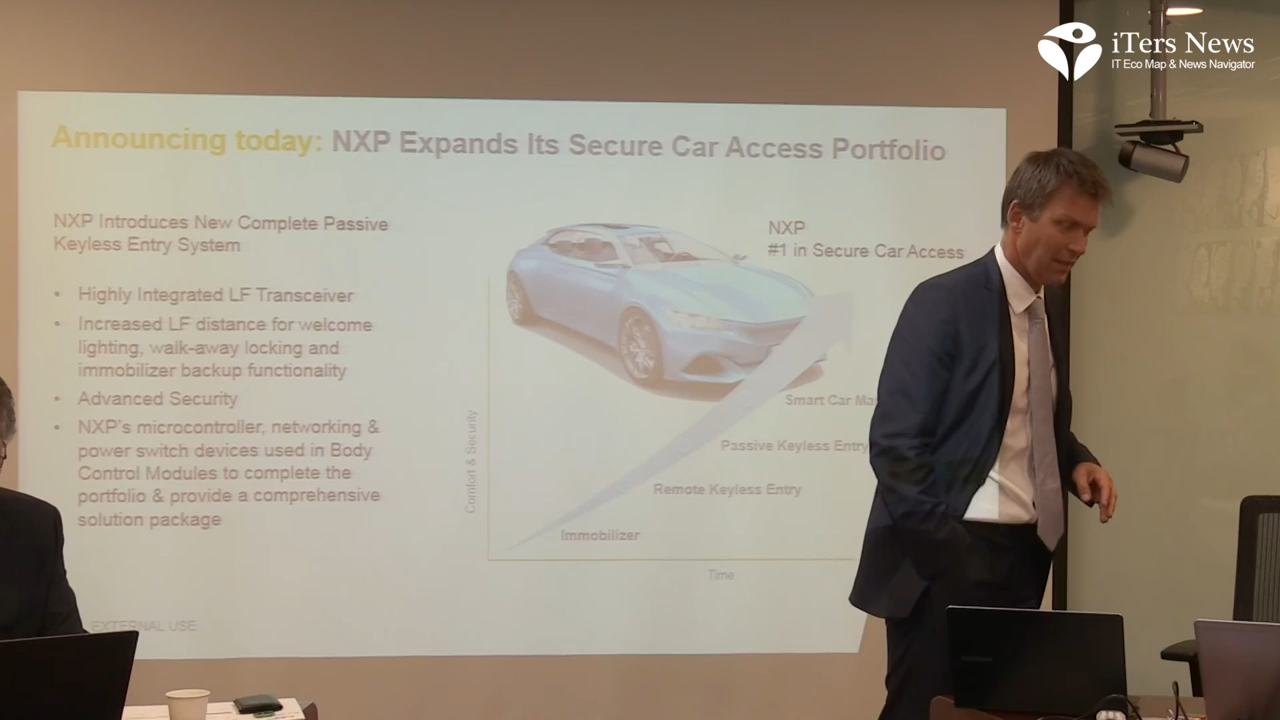 iTers News
IT Eco Map & News Navigator
Announcing today: NXP Expands Its Secure Car Access Portfolio
NXP Introduces New Complete Passive
Keyless Entry System
• Highly Integrated LF Transceiver
• Increased LF distance for welcome
lighting, walk-away locking and
immobilizer backup functionality
• Advanced Security
• NXP's microcontroller, networking &
power switch devices used in Body
Control Modules to complete the
portfolio & provide a comprehensive
solution package
NXP
#1 in Secure Car Access
Smart Car
Passive Keyless Entry
Remote Keyless Entry
Immobilizer
Comfort & Security
Time
EXTERNAL USE